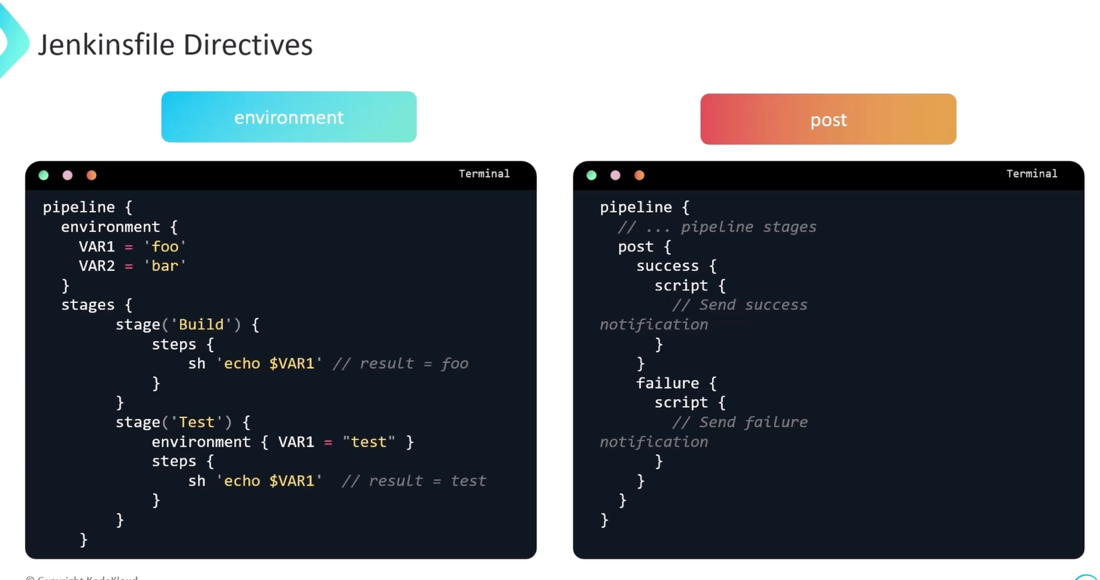 Jenkinsfile Directives
environment
Terminal
pipeline {
  environment {
    VAR1 = 'foo'
    VAR2 = 'bar'
  }
  stages {
        stage('Build') {
            steps {
                sh 'echo $VAR1' // result = foo
            }
        }
        stage('Test') {
            environment { VAR1 = "test" }
            steps {
                sh 'echo $VAR1'  // result = test
            }
        }
    }
post
Terminal
pipeline {
  // ... pipeline stages
  post {
    success {
      script {
        // Send success
notification
      }
    }
    failure {
      script {
        // Send failure
notification
      }
    }
  }
}
© Copyright KodeKloud